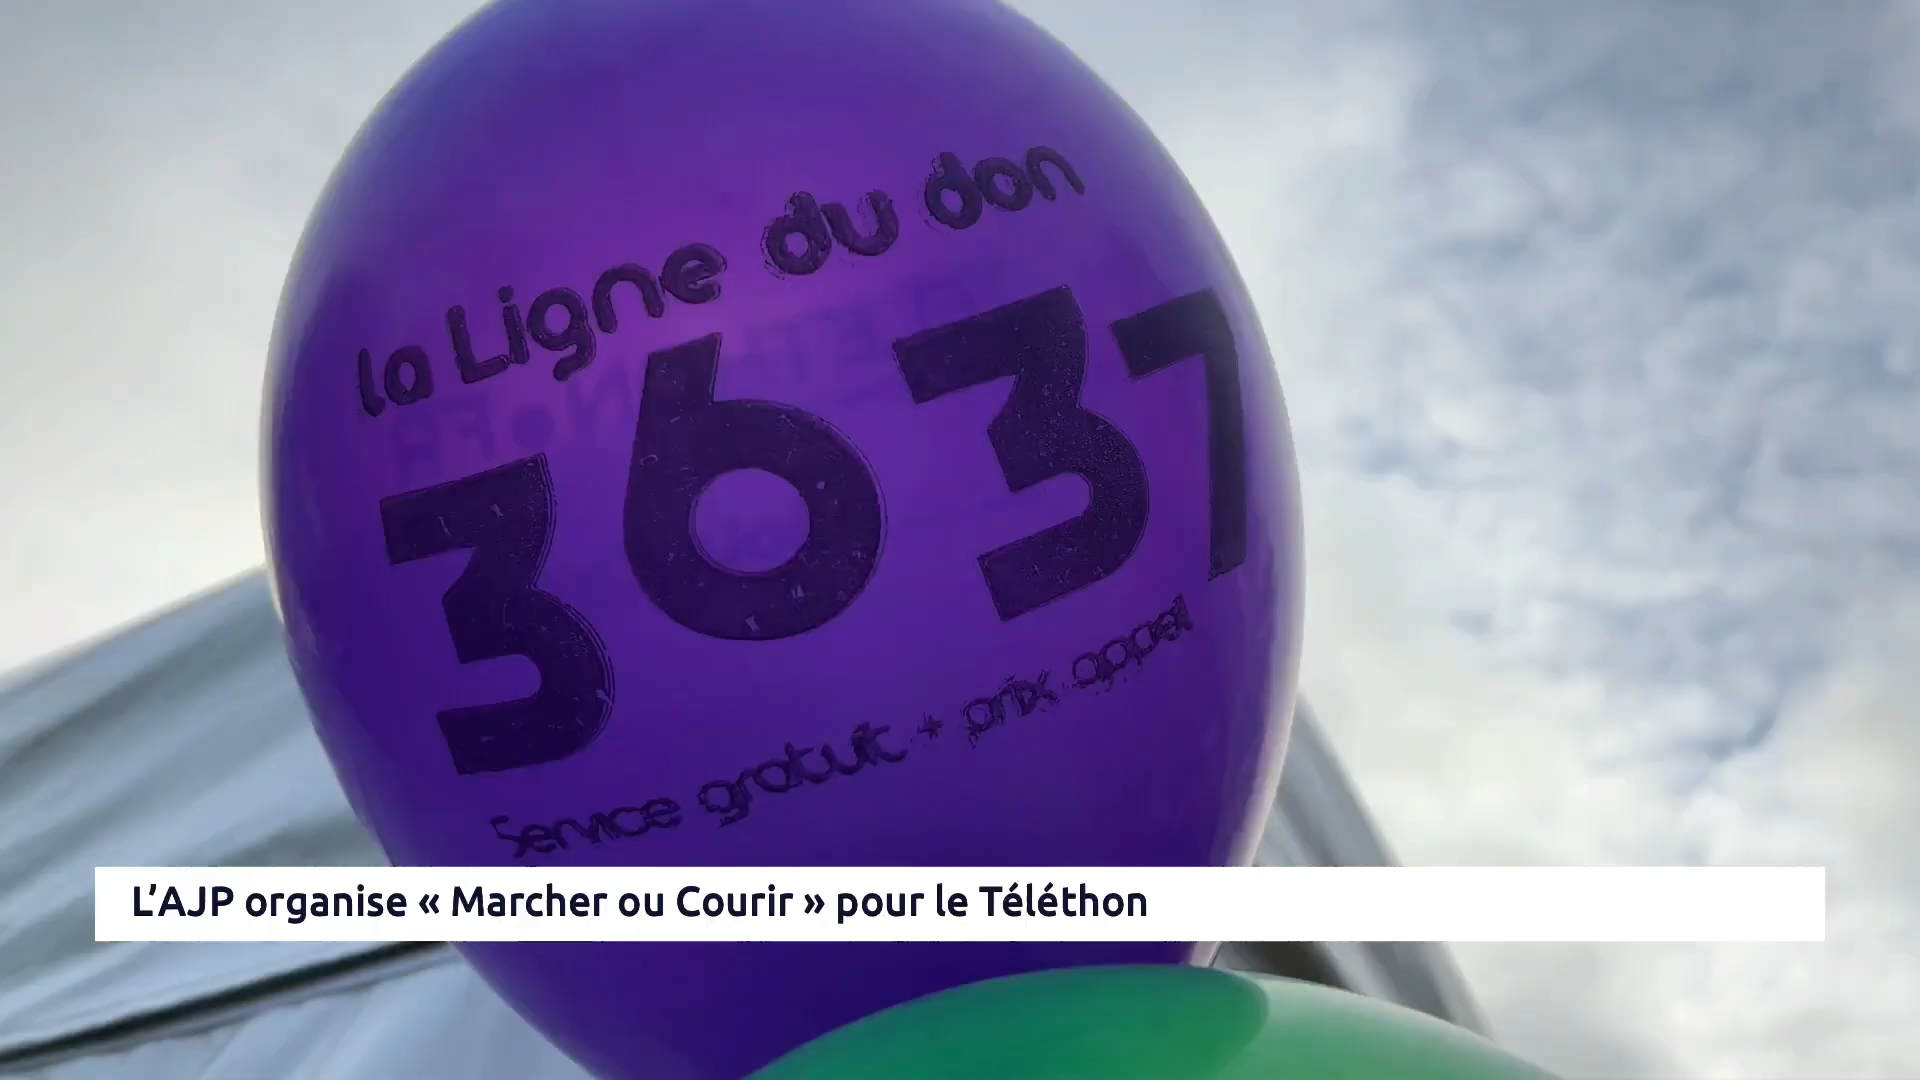 la Ligne du don
3637
Service gratuit + prix appel
L’AJP organise « Marcher ou Courir » pour le Téléthon